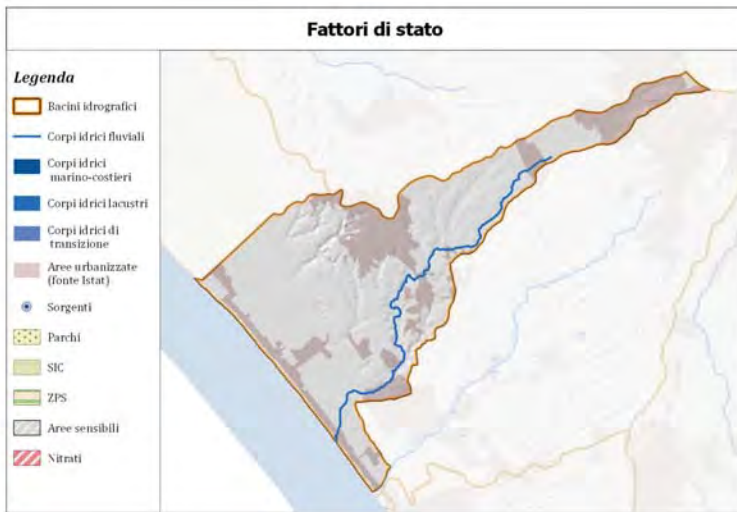 Fattori di stato
Legenda
Bacini idrografici
Corpi idrici fluviali
Corpi idrici
marino-costieri
Corpi idrici lacustri
Corpi idrici di
transizione
Aree urbanizzate
(fonte Istat)
Sorgenti
Parchi
SIC
ZPS
Aree sensibili
Nitrati